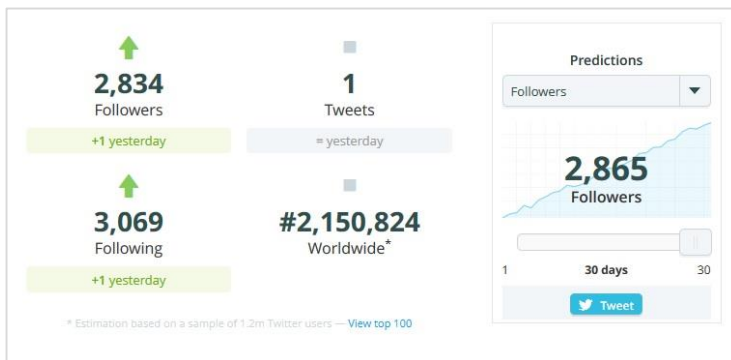 2,834
Followers
+1 yesterday
1
Tweets
= yesterday
3,069
Following
+1 yesterday
#2,150,824
Worldwide*
* Estimation based on a sample of 1.2m Twitter users — View top 100
Predictions
Followers
2,865
Followers
1 30 days 30
Tweet